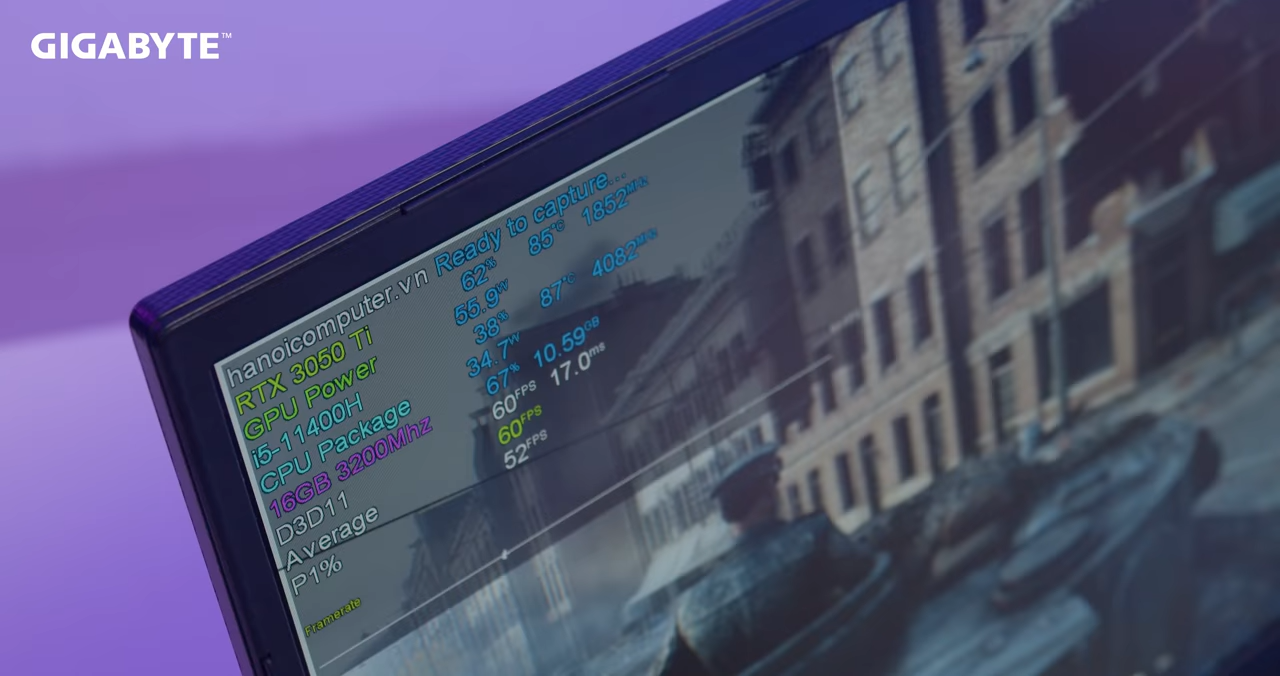 GIGABYTE™
hanoicomputer.vn Ready to capture...
RTX 3050 Ti 62% 85°C 1852MHz
GPU Power 55.9W
i5-11400H 38% 87°C 4082MHz
CPU Package 34.7W
16GB 3200Mhz 67% 10.59GB
D3D11 60FPS 17.0ms
Average 60FPS
P1% 52FPS
Framerate